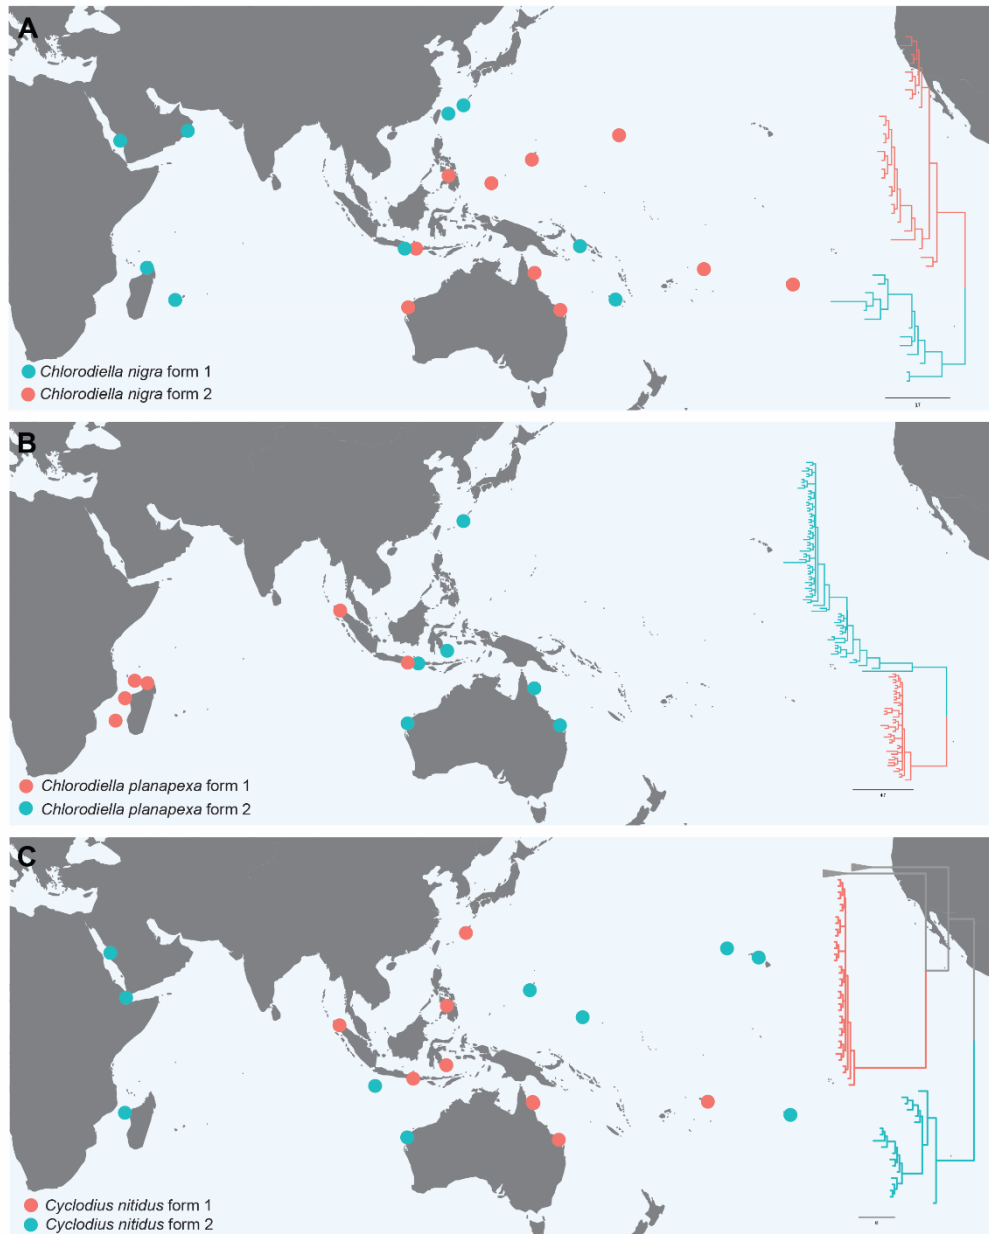 A
Chlorodiella nigra form 1
Chlorodiella nigra form 2
B
Chlorodiella planapexa form 1
Chlorodiella planapexa form 2
C
Cyclodius nitidus form 1
Cyclodius nitidus form 2